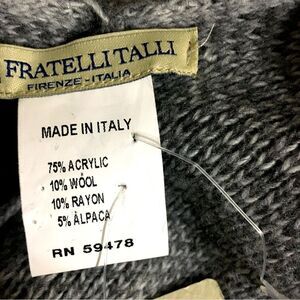 FRATELLI TALLI
FIRENZE - ITALIA
MADE IN ITALY
75% ACRYLIC
10% WOOL
10% RAYON
5% ALPACA
RN 59478